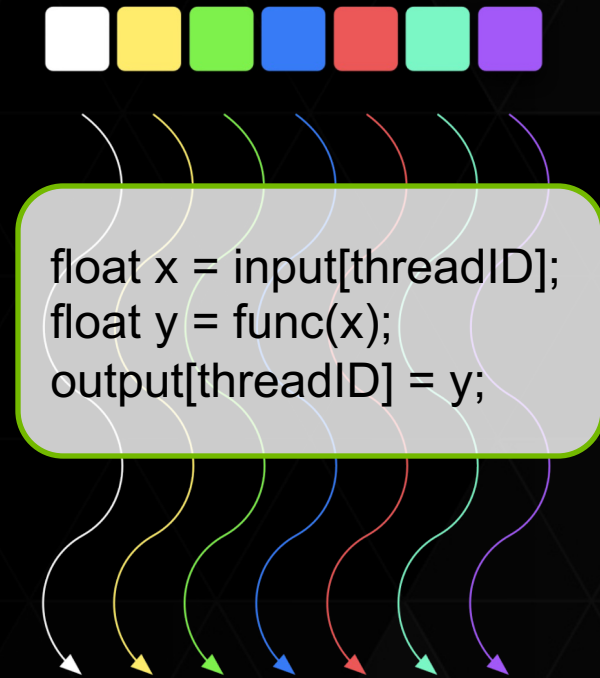 float x = input[threadID];
float y = func(x);
output[threadID] = y;